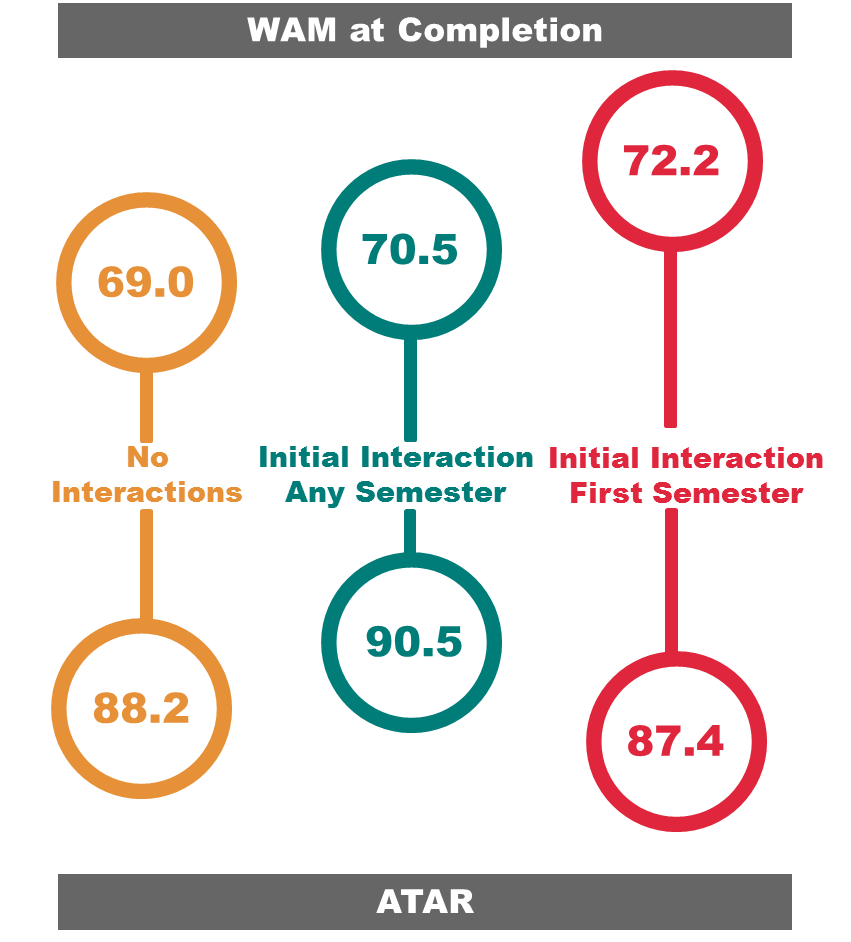 WAM at Completion
69.0
70.5
72.2
No
Interactions
Initial Interaction
Any Semester
Initial Interaction
First Semester
88.2
90.5
87.4
ATAR